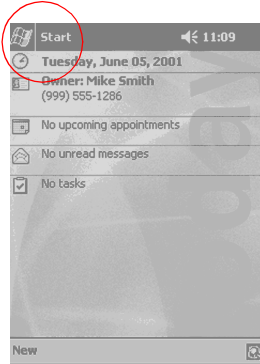 Start 11:09
Tuesday, June 05, 2001
Owner: Mike Smith
(999) 555-1286
No upcoming appointments
No unread messages
No tasks
day
New